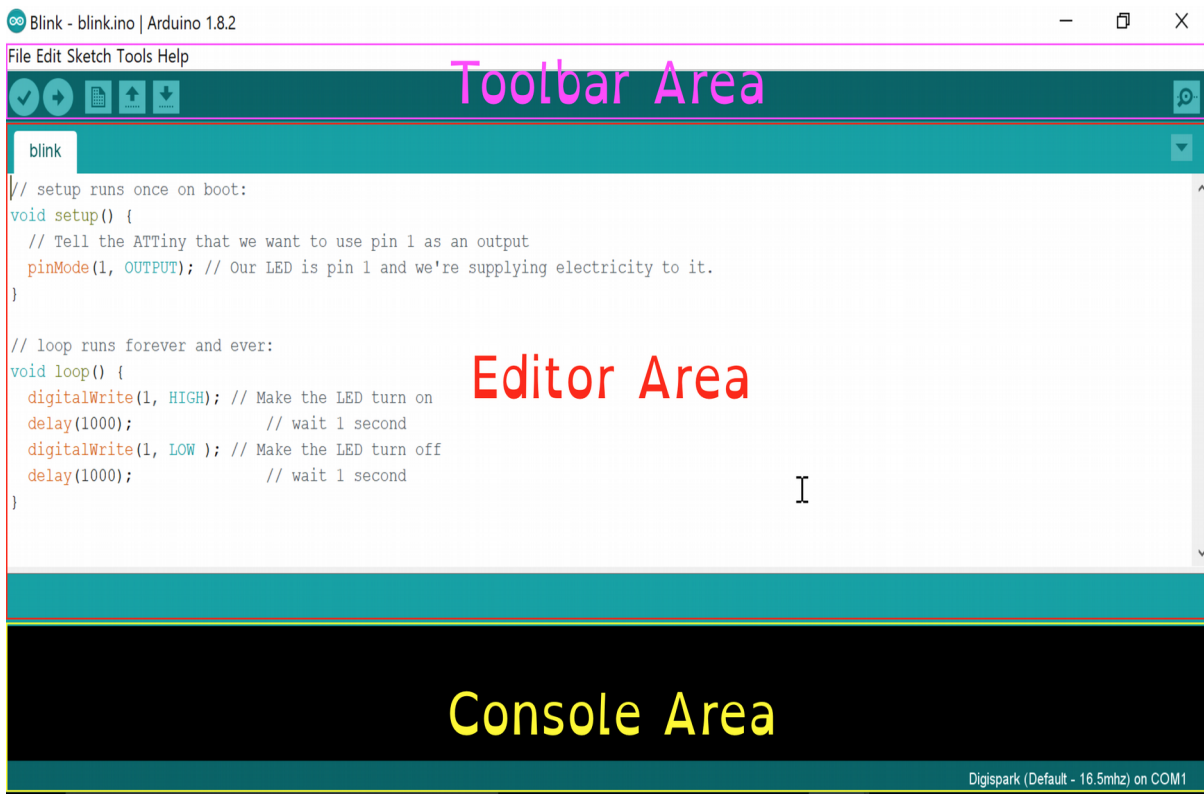 Blink - blink.ino | Arduino 1.8.2
File Edit Sketch Tools Help
Toolbar Area
blink
// setup runs once on boot:
void setup() {
  // Tell the ATTiny that we want to use pin 1 as an output
  pinMode(1, OUTPUT); // Our LED is pin 1 and we're supplying electricity to it.
}
// loop runs forever and ever:
void loop() {
Editor Area
  digitalWrite(1, HIGH); // Make the LED turn on
  delay(1000);               // wait 1 second
  digitalWrite(1, LOW ); // Make the LED turn off
  delay(1000);               // wait 1 second
}
Console Area
Digispark (Default - 16.5mhz) on COM1